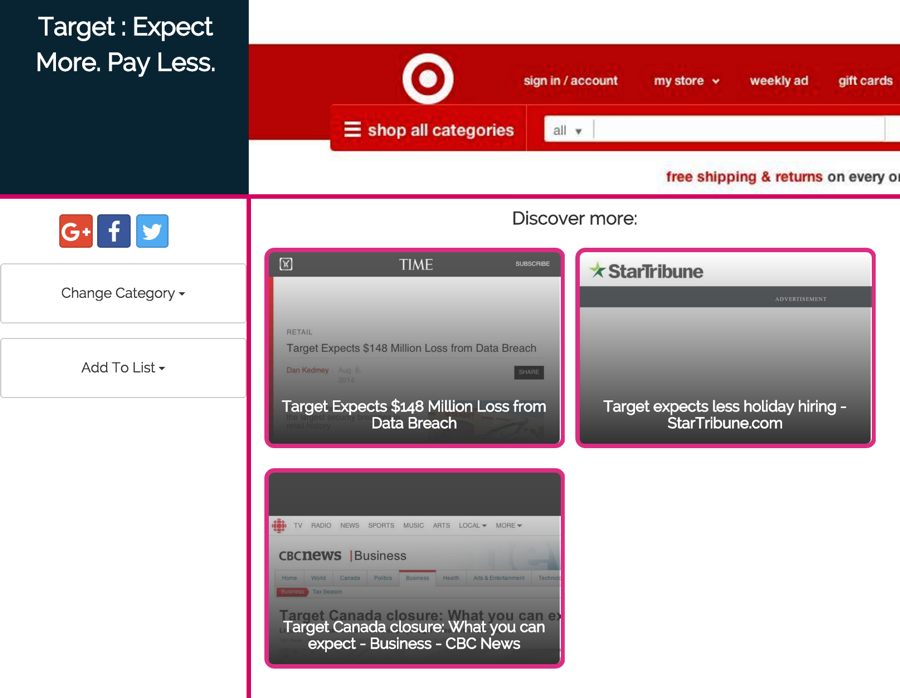 Target : Expect
More. Pay Less.
sign in / account
my store
weekly ad
gift cards
shop all categories
all
free shipping & returns on every
G+
f
Change Category
Add To List
Discover more:
TIME
SUBSCRIBE
RETAIL
Target Expects $148 Million Loss from Data Breach
Dan Kedmey
Aug. 6,
2014
SHARE
Target Expects $148 Million Loss from
Data Breach
StarTribune
ADVERTISEMENT
Target expects less holiday hiring -
StarTribune.com
TV RADIO NEWS SPORTS MUSIC ARTS LOCAL MORE
CBCnews | Business
Home World Canada Politics Business Health Arts & Entertainment
Business Tax Season
Target Canada closure: What you can
Target Canada closure: What you can
expect - Business - CBC News